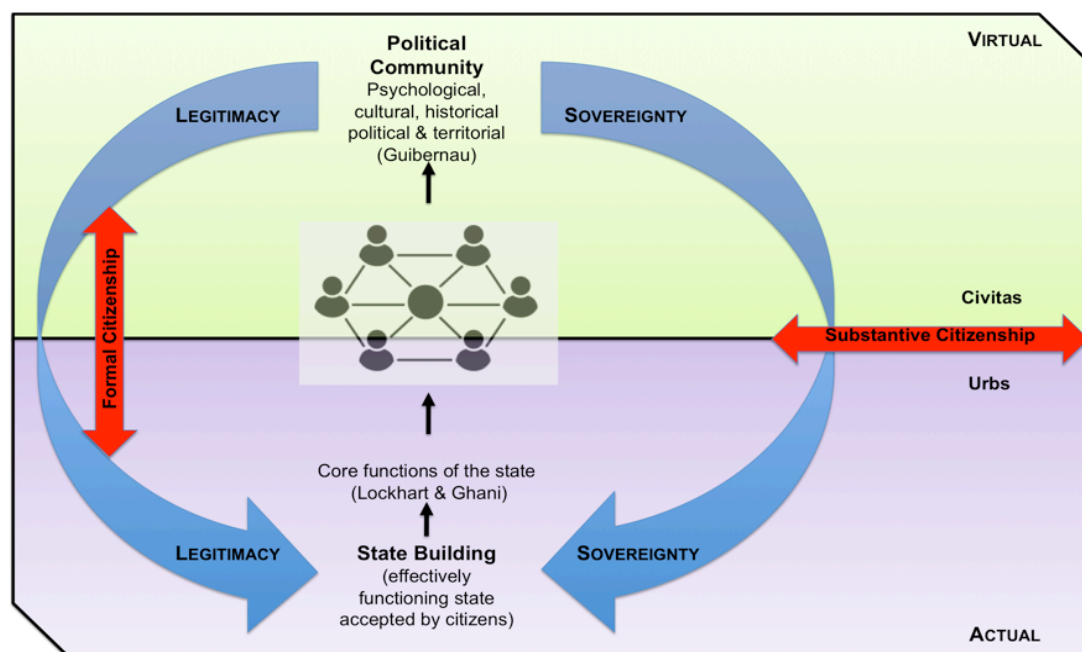 VIRTUAL
Political
Community
Psychological,
cultural, historical
political & territorial
(Guibernau)
LEGITIMACY
SOVEREIGNTY
Formal Citizenship
Civitas
Substantive Citizenship
Urbs
Core functions of the state
(Lockhart & Ghani)
LEGITIMACY
State Building
(effectively
functioning state
accepted by citizens)
SOVEREIGNTY
ACTUAL